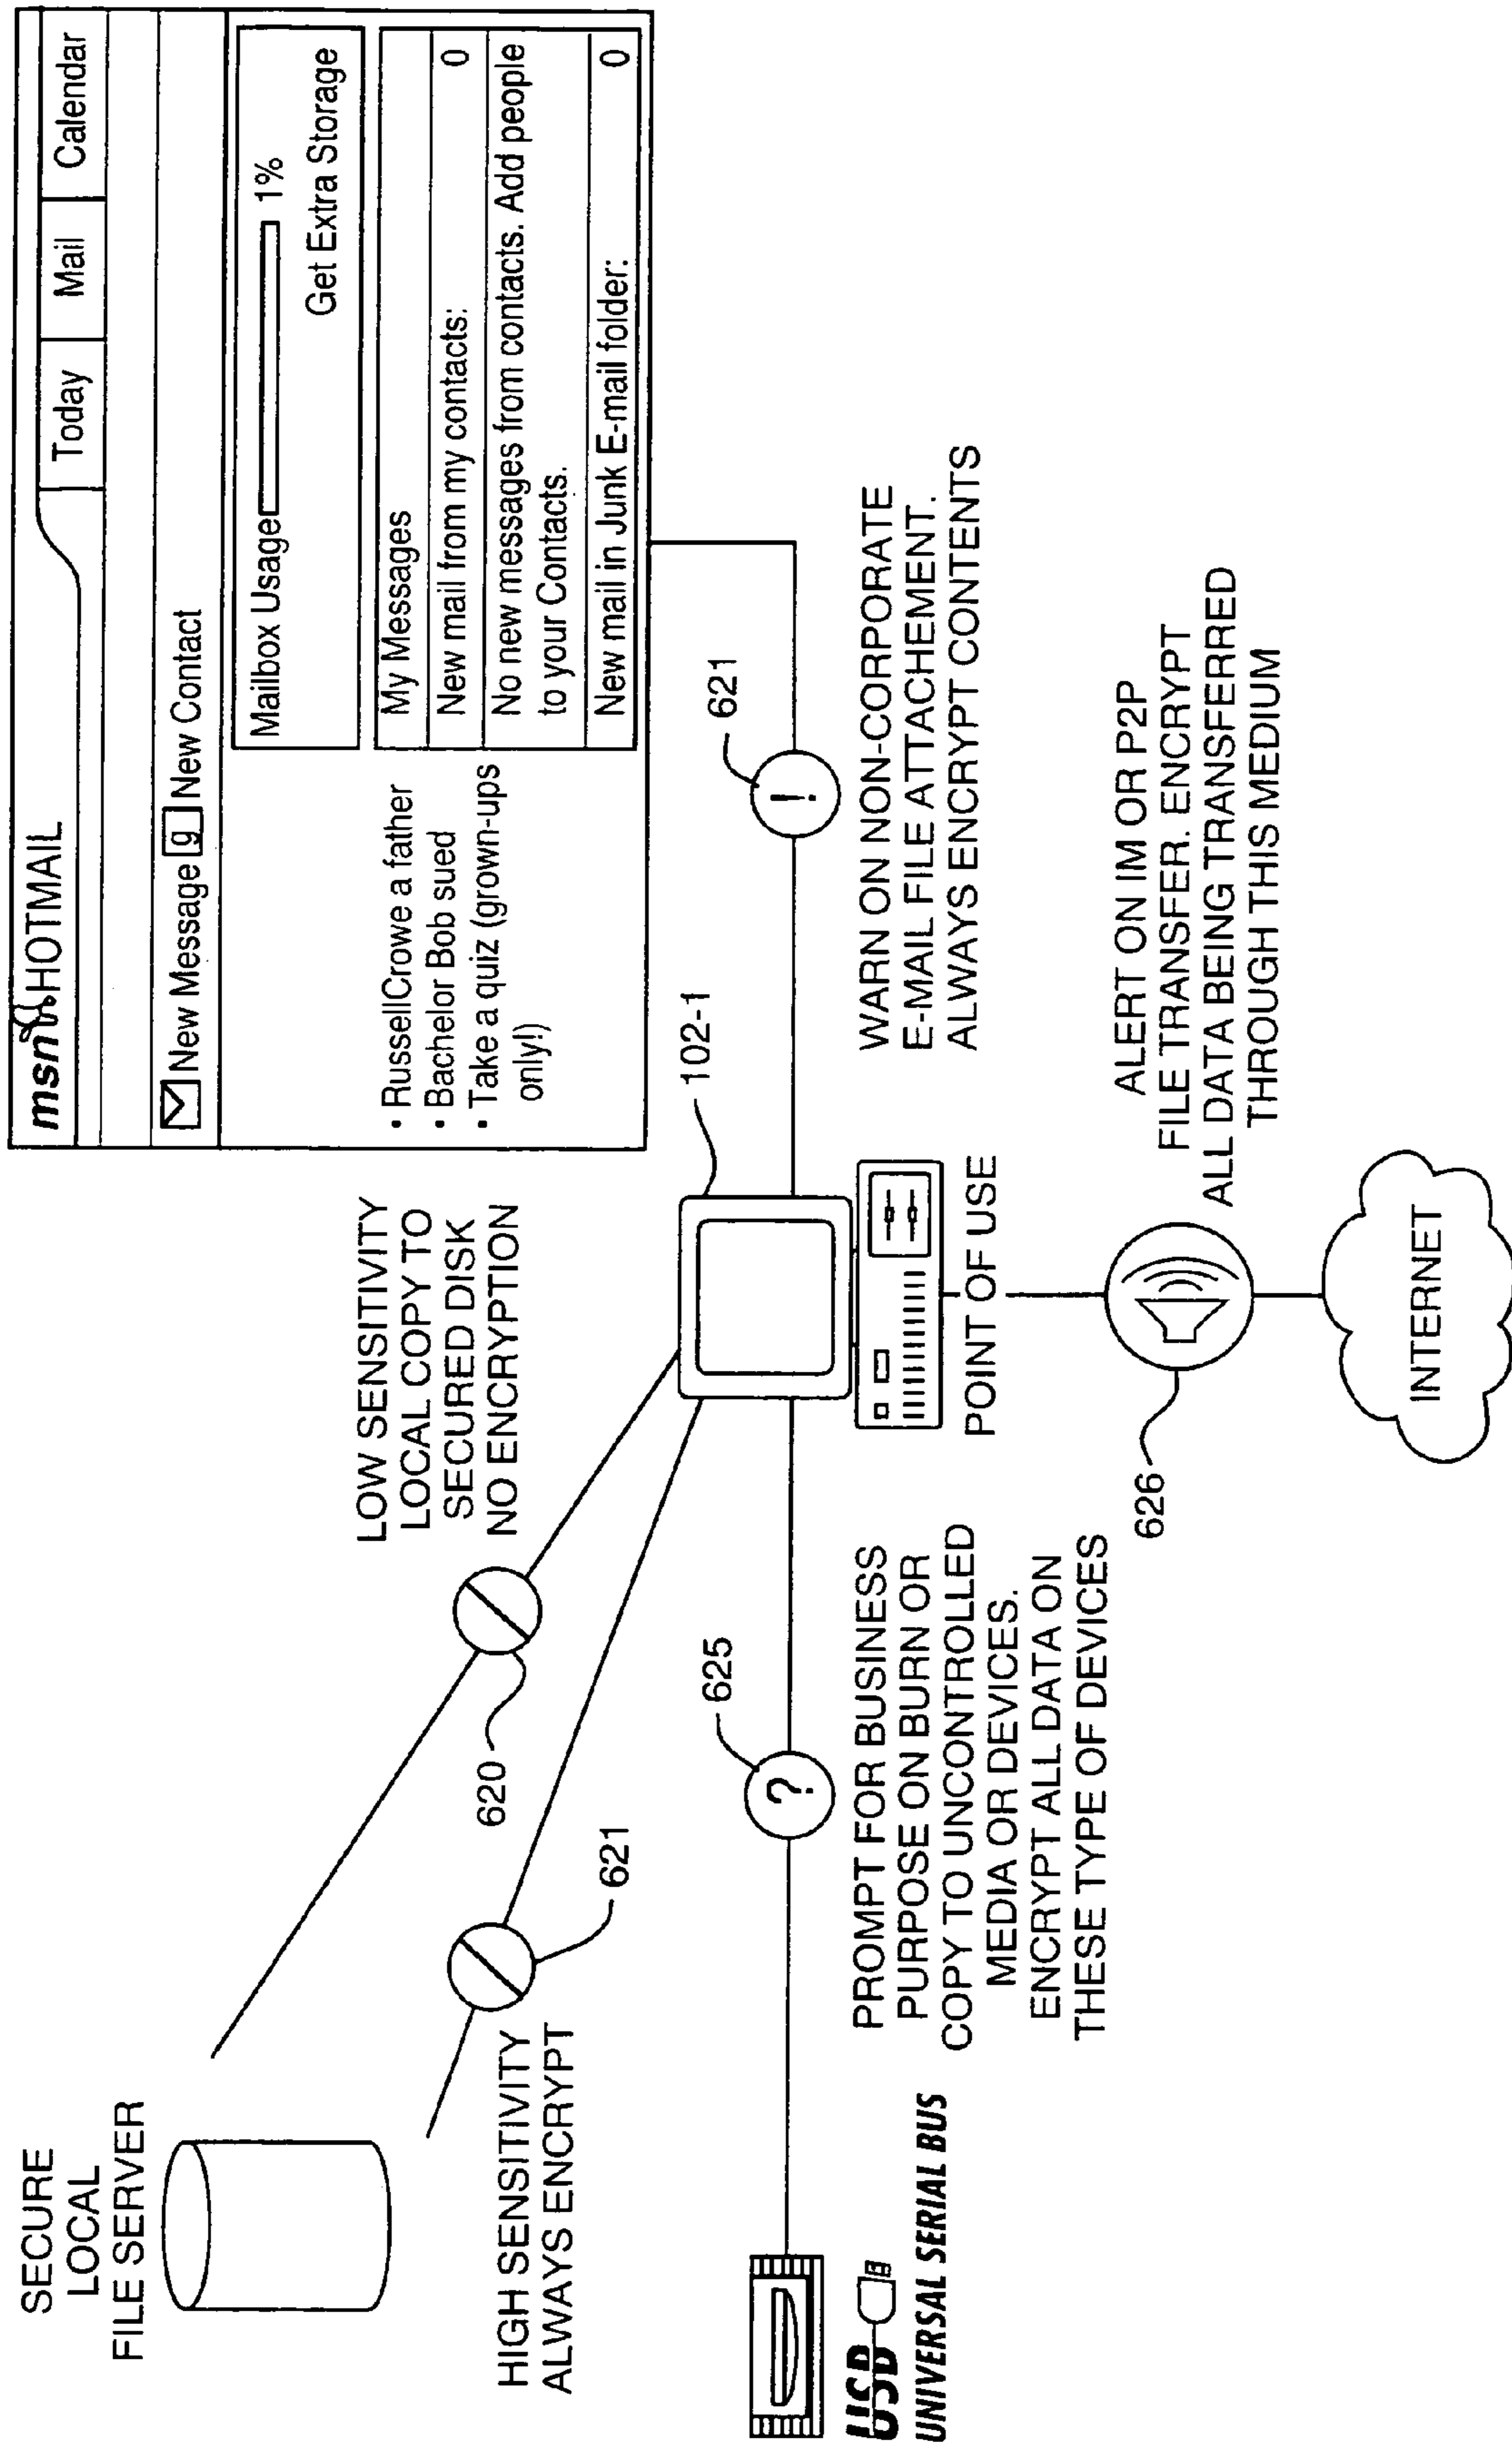 SECURE
LOCAL
FILE SERVER
LOW SENSITIVITY
LOCAL COPY TO
SECURED DISK
NO ENCRYPTION
620
HIGH SENSITIVITY
ALWAYS ENCRYPT
621
msn HOTMAIL
Today
Mail
Calendar
New Message g New Contact
Mailbox Usage 1%
Get Extra Storage
• RussellCrowe a father
• Bachelor Bob sued
• Take a quiz (grown-ups
only!)
My Messages
New mail from my contacts: 0
No new messages from contacts. Add people
to your Contacts.
New mail in Junk E-mail folder: 0
102-1
621
!
WARN ON NON-CORPORATE
E-MAIL FILE ATTACHEMENT.
ALWAYS ENCRYPT CONTENTS
625
?
USB
UNIVERSAL SERIAL BUS
PROMPT FOR BUSINESS
PURPOSE ON BURN OR
COPY TO UNCONTROLLED
MEDIA OR DEVICES.
ENCRYPT ALL DATA ON
THESE TYPE OF DEVICES
POINT OF USE
626
ALERT ON IM OR P2P
FILE TRANSFER. ENCRYPT
ALL DATA BEING TRANSFERRED
THROUGH THIS MEDIUM
INTERNET